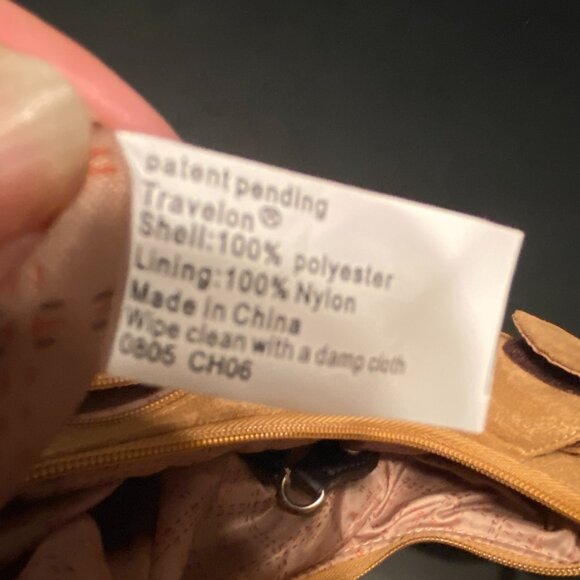 patent pending
Travelon®
Shell:100% polyester
Lining:100% Nylon
Made in China
Wipe clean with a damp cloth
0805 CH06